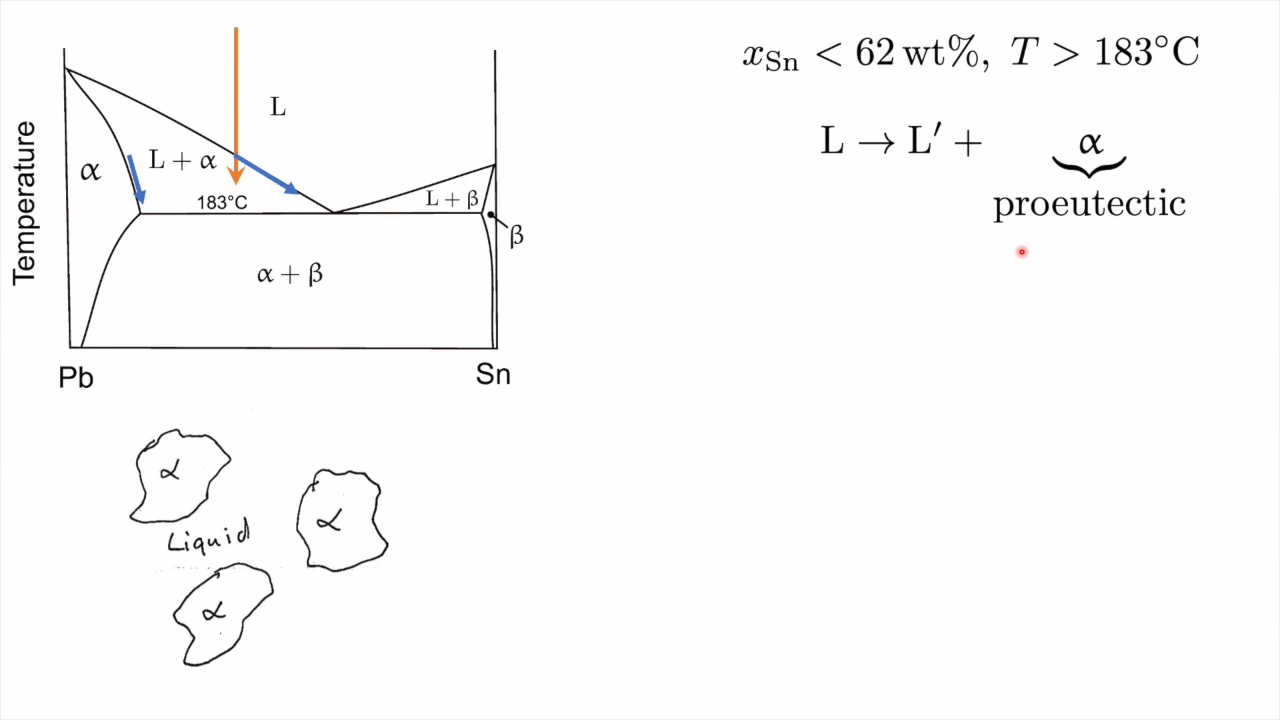 x_Sn < 62 wt%, T > 183°C
L → L′ + α
proeutectic
Temperature
L
α
L + α
183°C
L + β
β
α + β
Pb
Sn
α
α
Liquid
α